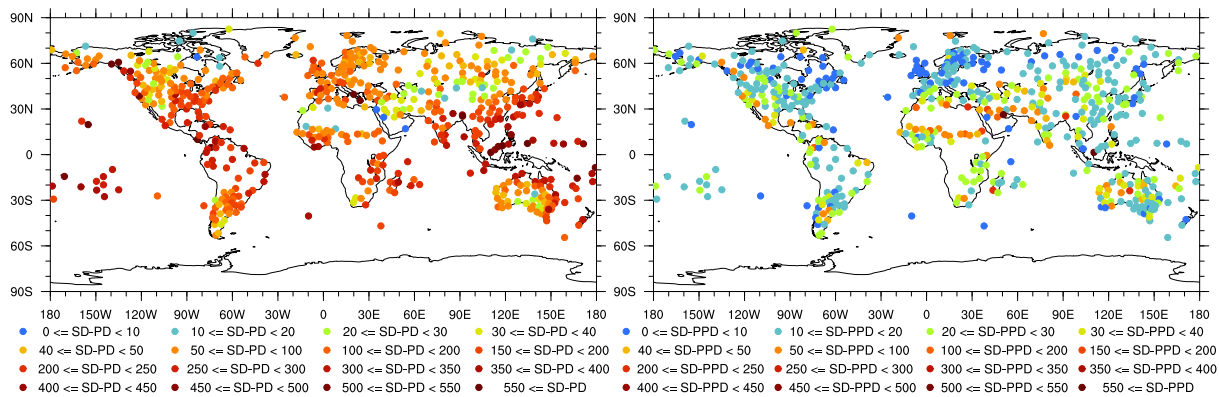 90N
60N
30N
0
30S
60S
90S
180 150W 120W 90W 60W 30W 0 30E 60E 90E 120E 150E 180
0 <= SD-PD < 10 10 <= SD-PD < 20 20 <= SD-PD < 30 30 <= SD-PD < 40
40 <= SD-PD < 50 50 <= SD-PD < 100 100 <= SD-PD < 200 150 <= SD-PD < 200
200 <= SD-PD < 250 250 <= SD-PD < 300 300 <= SD-PD < 350 350 <= SD-PD < 400
400 <= SD-PD < 450 450 <= SD-PD < 500 500 <= SD-PD < 550 550 <= SD-PD
90N
60N
30N
0
30S
60S
90S
180 150W 120W 90W 60W 30W 0 30E 60E 90E 120E 150E 180
0 <= SD-PPD < 10 10 <= SD-PPD < 20 20 <= SD-PPD < 30 30 <= SD-PPD < 40
40 <= SD-PPD < 50 50 <= SD-PPD < 100 100 <= SD-PPD < 200 150 <= SD-PPD < 200
200 <= SD-PPD < 250 250 <= SD-PPD < 300 300 <= SD-PPD < 350 350 <= SD-PPD < 400
400 <= SD-PPD < 450 450 <= SD-PPD < 500 500 <= SD-PPD < 550 550 <= SD-PPD